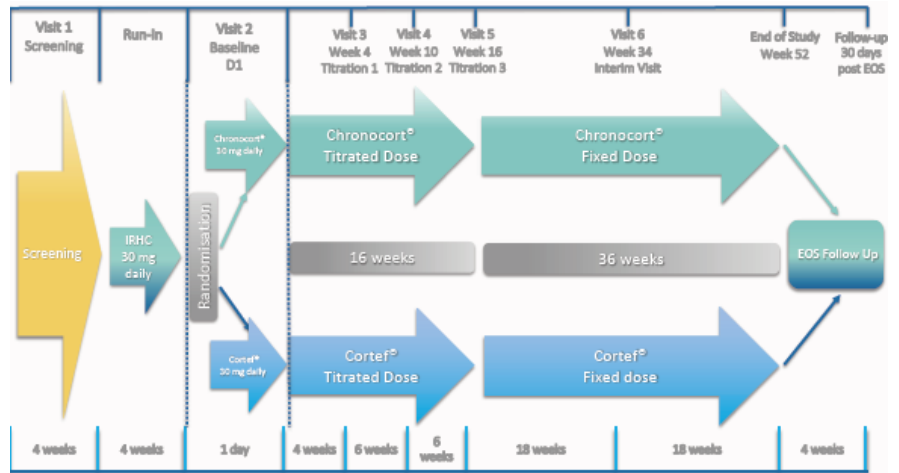 Visit 1
Screening
Run-in
Visit 2
Baseline
D1
Visit 3
Week 4
Titration 1
Visit 4
Week 10
Titration 2
Visit 5
Week 16
Titration 3
Visit 6
Week 34
Interim Visit
End of Study
Week 52
Follow-up
30 days
post EOS
Screening
IRHC
30 mg
daily
Randomisation
Chronocort®
30 mg daily
Chronocort®
Titrated Dose
Chronocort®
Fixed Dose
16 weeks
36 weeks
EOS Follow Up
Cortef®
30 mg daily
Cortef®
Titrated Dose
Cortef®
Fixed dose
4 weeks
4 weeks
1 day
4 weeks
6 weeks
6
weeks
18 weeks
18 weeks
4 weeks